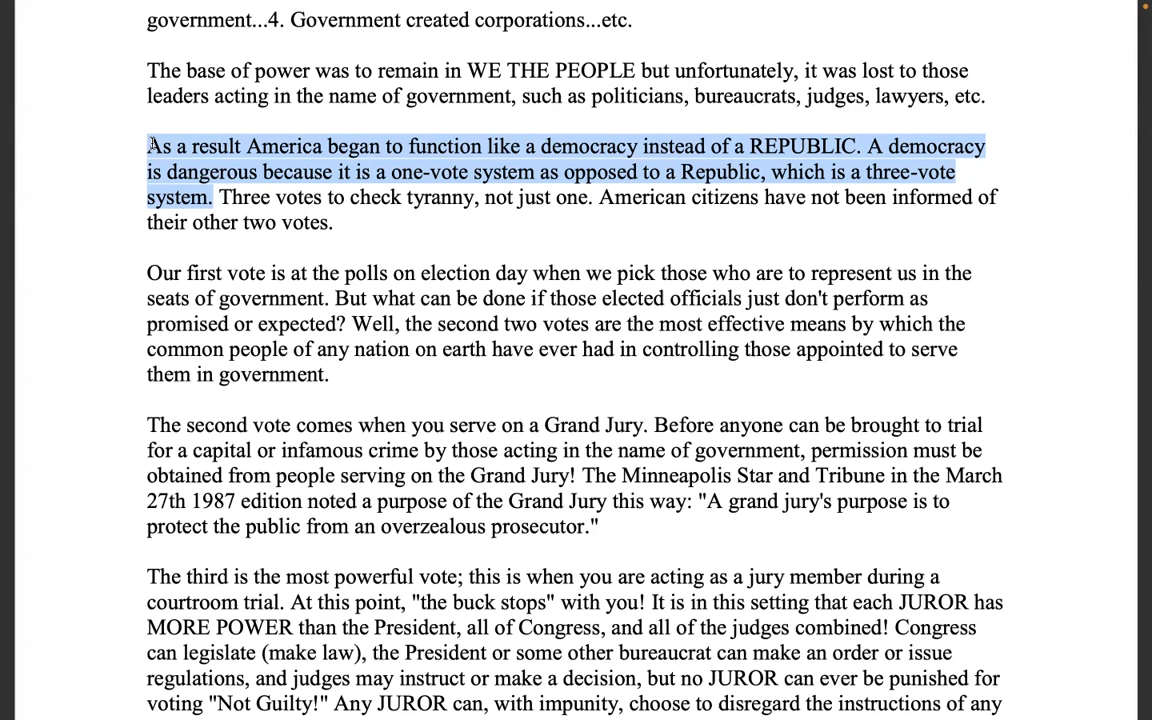 government...4. Government created corporations...etc.
The base of power was to remain in WE THE PEOPLE but unfortunately, it was lost to those
leaders acting in the name of government, such as politicians, bureaucrats, judges, lawyers, etc.
As a result America began to function like a democracy instead of a REPUBLIC. A democracy
is dangerous because it is a one-vote system as opposed to a Republic, which is a three-vote
system. Three votes to check tyranny, not just one. American citizens have not been informed of
their other two votes.
Our first vote is at the polls on election day when we pick those who are to represent us in the
seats of government. But what can be done if those elected officials just don't perform as
promised or expected? Well, the second two votes are the most effective means by which the
common people of any nation on earth have ever had in controlling those appointed to serve
them in government.
The second vote comes when you serve on a Grand Jury. Before anyone can be brought to trial
for a capital or infamous crime by those acting in the name of government, permission must be
obtained from people serving on the Grand Jury! The Minneapolis Star and Tribune in the March
27th 1987 edition noted a purpose of the Grand Jury this way: "A grand jury's purpose is to
protect the public from an overzealous prosecutor."
The third is the most powerful vote; this is when you are acting as a jury member during a
courtroom trial. At this point, "the buck stops" with you! It is in this setting that each JUROR has
MORE POWER than the President, all of Congress, and all of the judges combined! Congress
can legislate (make law), the President or some other bureaucrat can make an order or issue
regulations, and judges may instruct or make a decision, but no JUROR can ever be punished for
voting "Not Guilty!" Any JUROR can, with impunity, choose to disregard the instructions of any